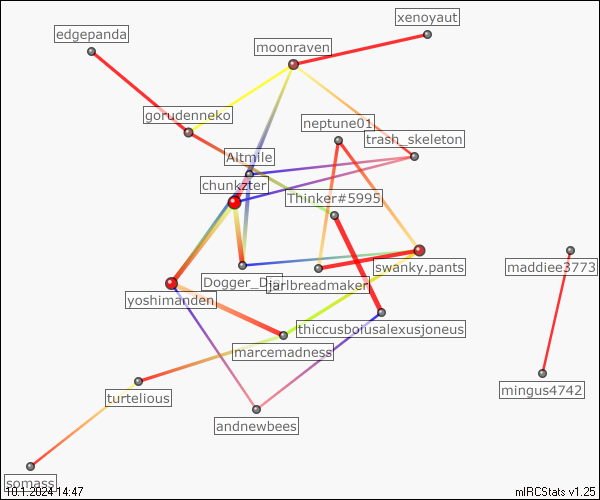 xenoyaut
edgepanda
moonraven
gorudenneko
neptune01
trash_skeleton
Altmile
chunkzter
Thinker#5995
swanky.pants
maddiee3773
jarlbreadmaker
yoshimanden
thiccusboiusalexusjoneus
marcemadness
mingus4742
turtelious
andnewbees
somass
10.1.2024 14:47
mIRCStats v1.25